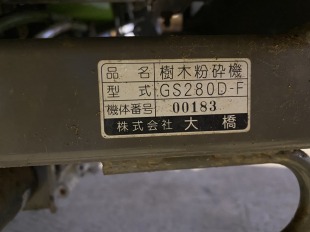 品名 樹木粉砕機
型式 GS280D-F
機体番号 00183
株式会社 大橋